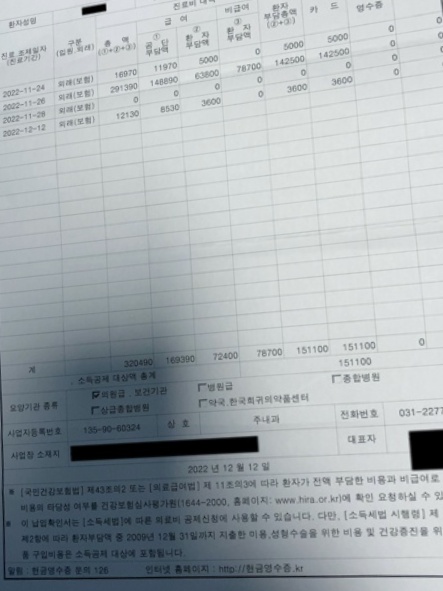 진료비 내역
환자성명
진료 조제일자 (진료기간) 구분 (입원,외래) 총 액 (①+②+③) 급 여 ① 공 단 부담액 ② 환 자 부담액 비급여 ③ 환 자 부담액 환자 부담총액 (②+③) 카 드 현금영수증
2022-11-24 외래(보험) 16970 11970 5000 0 5000 5000 0
2022-11-26 외래(보험) 291390 148890 63800 78700 142500 142500 0
2022-11-28 외래(보험) 0 0 0 0 0 0
2022-12-12 외래(보험) 12130 8530 3600 0 3600 3600 0
계 320490 169390 72400 78700 151100 151100 0
소득공제 대상액 총계 151100
요양기관 종류 의원급 , 보건기관 병원급 종합병원
상급종합병원 약국,한국희귀의약품센터
사업자등록번호 135-90-60324 상 호 주내과 전화번호 031-2277
사업장 소재지 대표자
2022 년 12 월 12 일
[국민건강보험법] 제43조의2 또는 [의료급여법] 제 11조의3에 따라 환자가 전액 부담한 비용과 비급여로
비용의 타당성 여부를 건강보험심사평가원(1644-2000, 홈페이지: www.hira.or.kr)에 확인 요청하실 수 있
이 납입확인서는 [소득세법]에 따른 의료비 공제신청에 사용할 수 있습니다. 다만, [소득세법 시행령] 제
제2항에 따라 환자부담액 중 2009년 12월 31일까지 지출한 미용,성형수술을 위한 비용 및 건강증진을 위
품 구입비용은 소득공제 대상에 포함됩니다.
알림 : 현금영수증 문의 126 인터넷 홈페이지 : http://현금영수증.kr